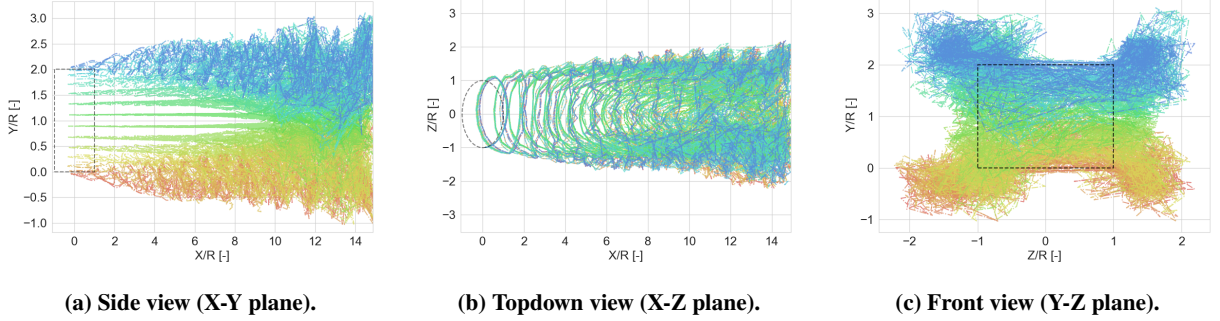 3.0
2.5
2.0
1.5
1.0
0.5
0.0
−0.5
−1.0
Y/R [-]
0 2 4 6 8 10 12 14
X/R [-]
(a) Side view (X-Y plane).
3
2
1
0
−1
−2
−3
Z/R [-]
0 2 4 6 8 10 12 14
X/R [-]
(b) Topdown view (X-Z plane).
3
2
1
0
−1
Y/R [-]
−2 −1 0 1 2
Z/R [-]
(c) Front view (Y-Z plane).